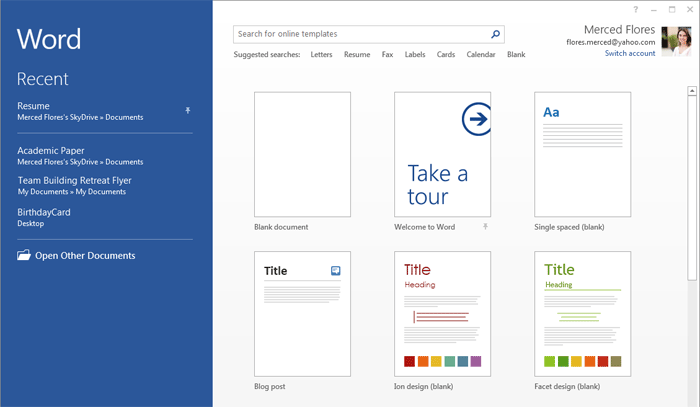 Word
Recent
Resume
Merced Flores's SkyDrive » Documents
Academic Paper
Merced Flores's SkyDrive » Documents
Team Building Retreat Flyer
My Documents » My Documents
BirthdayCard
Desktop
Open Other Documents
?
Search for online templates
Suggested searches: Letters Resume Fax Labels Cards Calendar Blank
Merced Flores
flores.merced@yahoo.com
Switch account
Blank document
Take a
tour
Welcome to Word
Aa
Single spaced (blank)
Title
Blog post
Title
Heading
Ion design (blank)
Title
Heading
Facet design (blank)